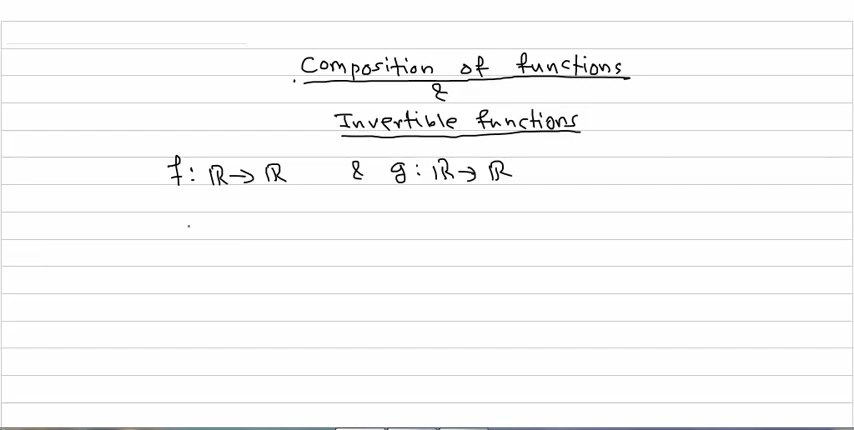 Composition of functions
&
Invertible functions
f: ℝ→ℝ & g: ℝ→ℝ